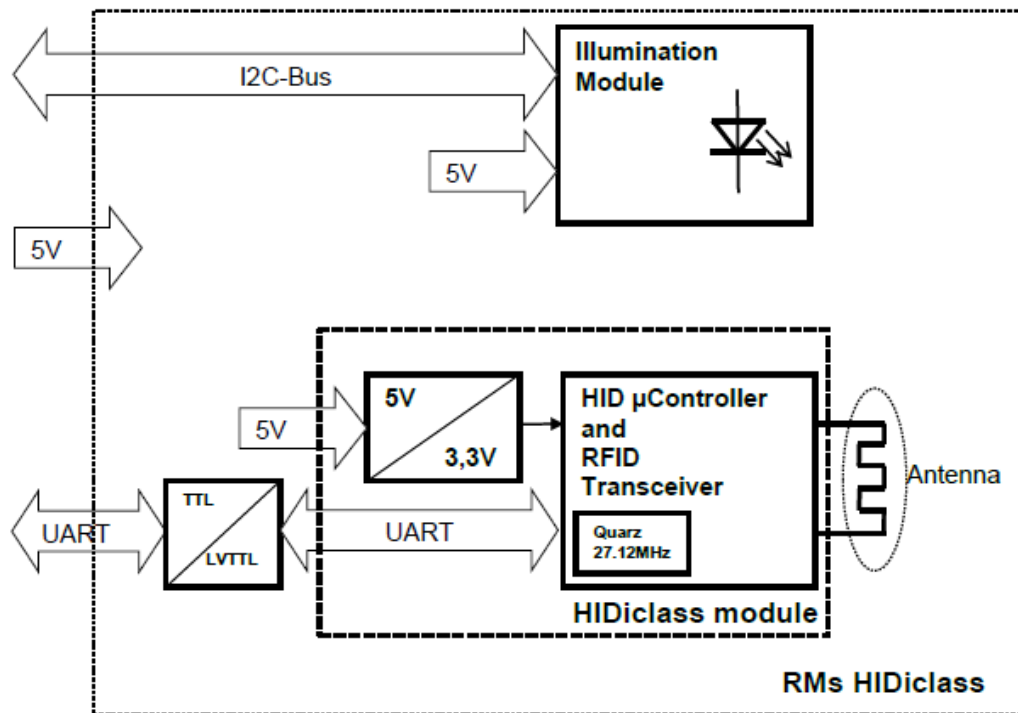 Illumination
Module
I2C-Bus
5V
5V
5V
3,3V
5V
HID µController
and
RFID
Transceiver
Quarz
27.12MHz
Antenna
UART
TTL
LVTTL
UART
HIDiclass module
RMs HIDiclass